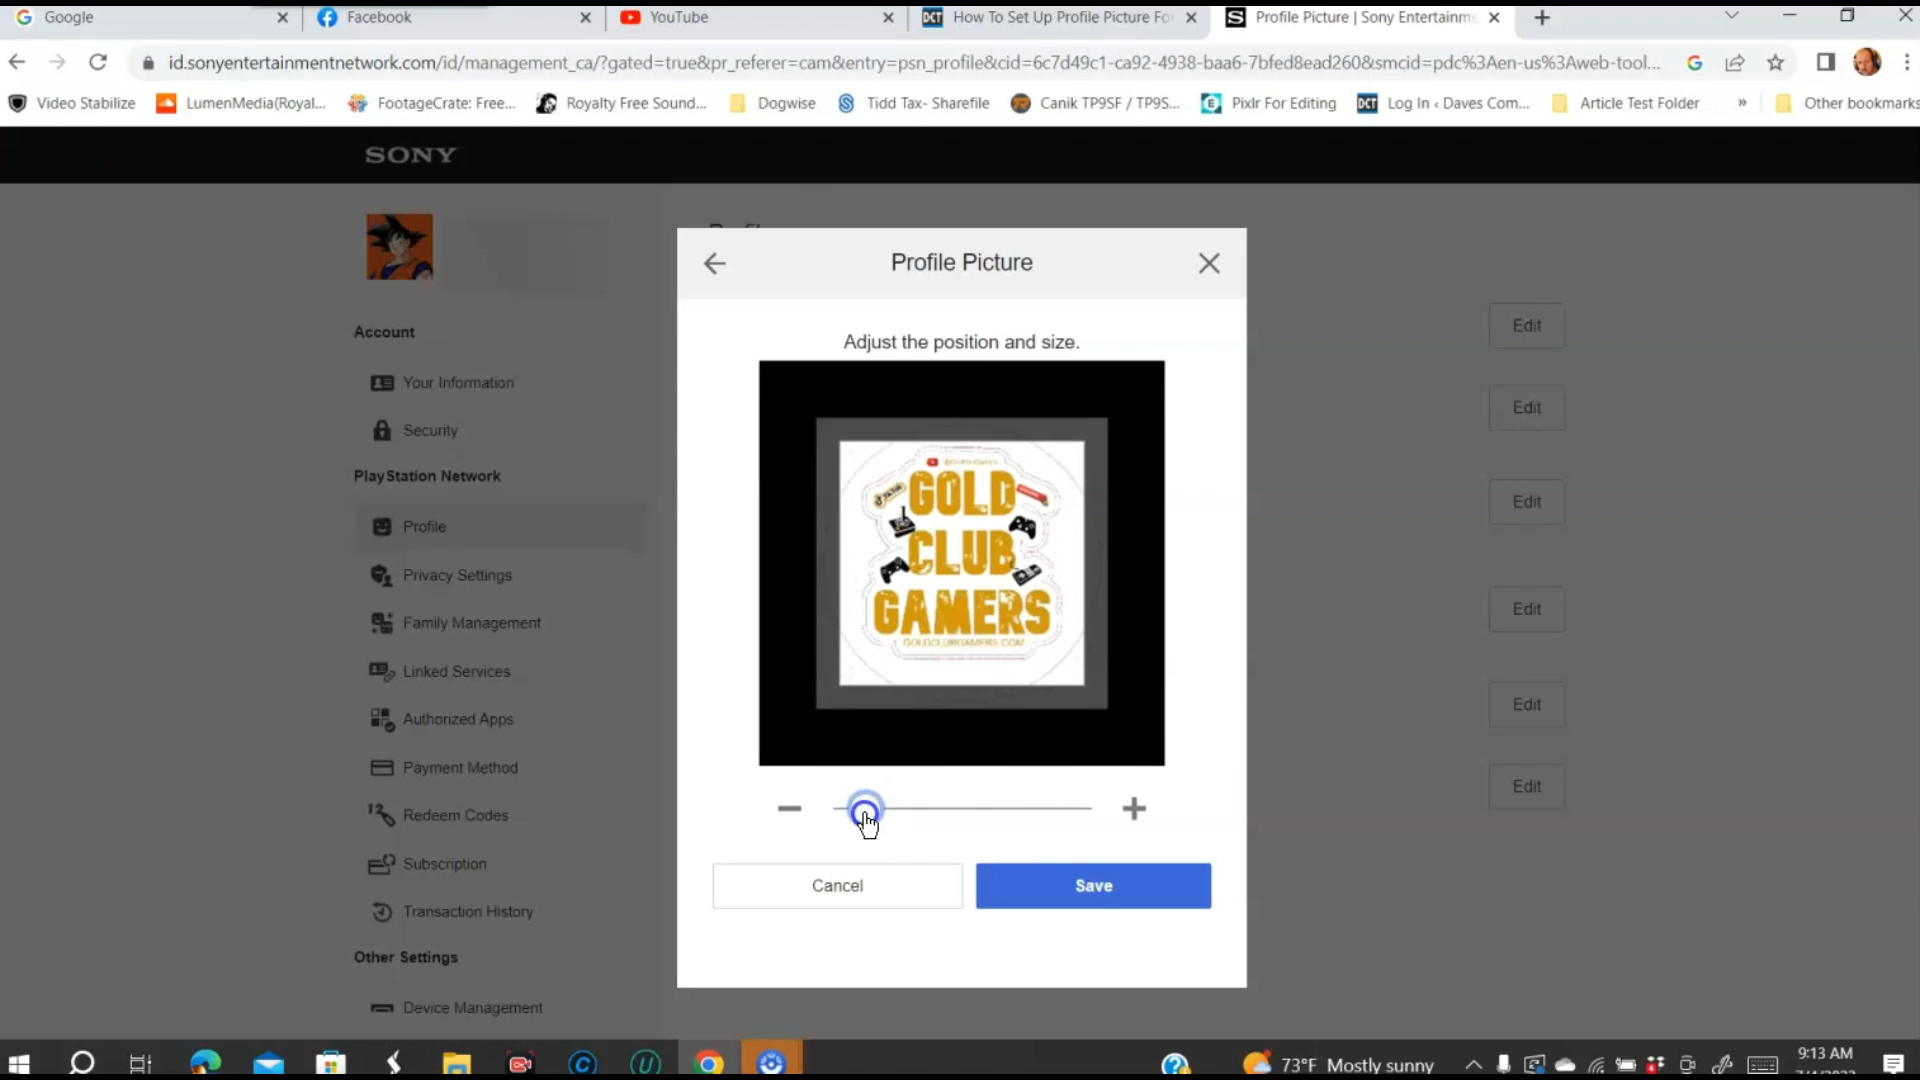 Google
Facebook
YouTube
How To Set Up Profile Picture Fo
Profile Picture | Sony Entertainme
id.sonyentertainmentnetwork.com/id/management_ca/?gated=true&pr_referer=cam&entry=psn_profile&cid=6c7d49c1-ca92-4938-baa6-7bfed8ead260&smcid=pdc%3Aen-us%3Aweb-tool...
Video Stabilize
LumenMedia(Royal...
FootageCrate: Free...
Royalty Free Sound...
Dogwise
Tidd Tax- Sharefile
Canik TP9SF / TP9S...
Pixlr For Editing
DCT
Log In ‹ Daves Com...
Article Test Folder
»
Other bookmarks
SONY
Profile Picture
Adjust the position and size.
GOLD
CLUB
GAMERS
GOLDCLUBGAMERS.COM
Cancel
Save
Account
Your Information
Security
PlayStation Network
Profile
Privacy Settings
Family Management
Linked Services
Authorized Apps
Payment Method
Redeem Codes
Subscription
Transaction History
Other Settings
Device Management
Edit
Edit
Edit
Edit
Edit
Edit
73°F Mostly sunny
9:13 AM